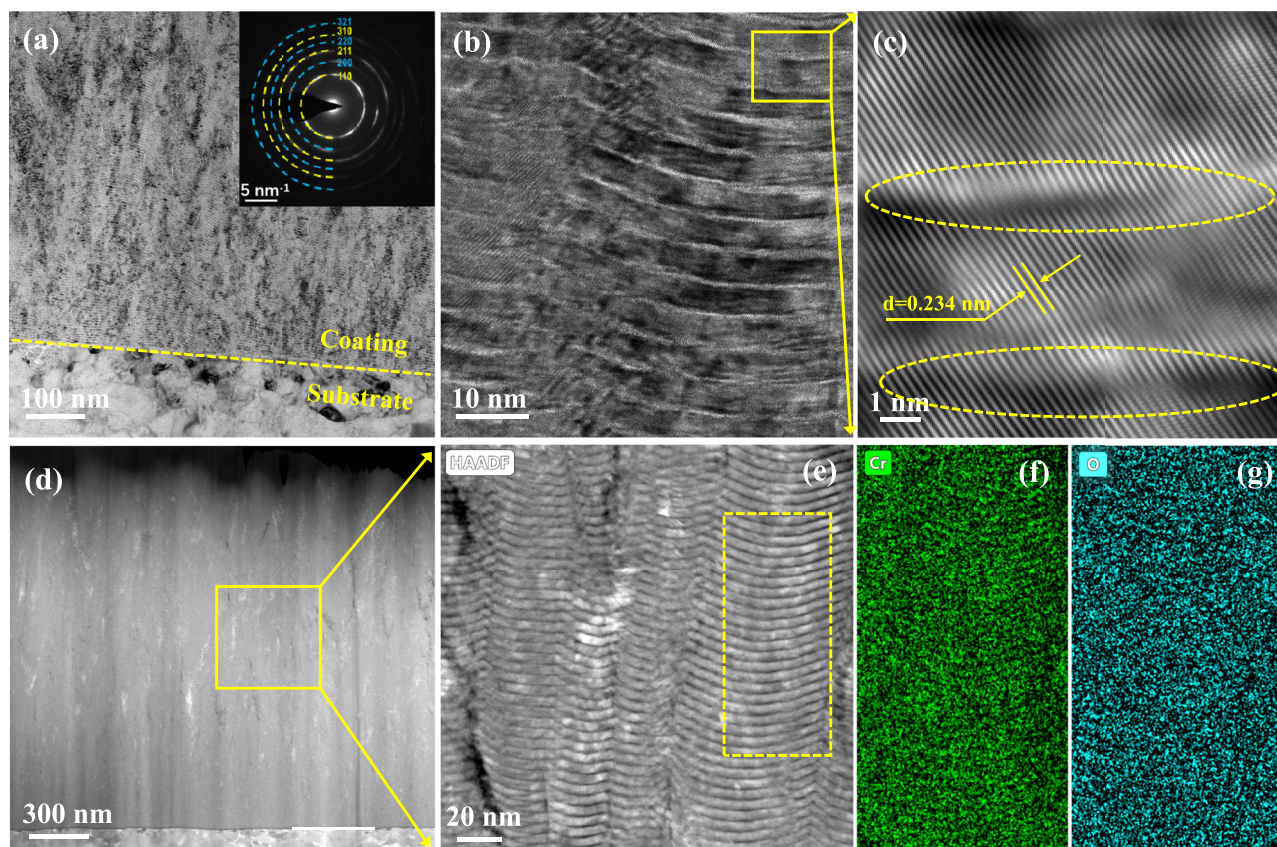 (a)
321
310
220
211
200
110
5 nm-1
Coating
Substrate
100 nm
(b)
10 nm
(c)
d=0.234 nm
1 nm
(d)
300 nm
HAADF
(e)
20 nm
Cr
(f)
O
(g)